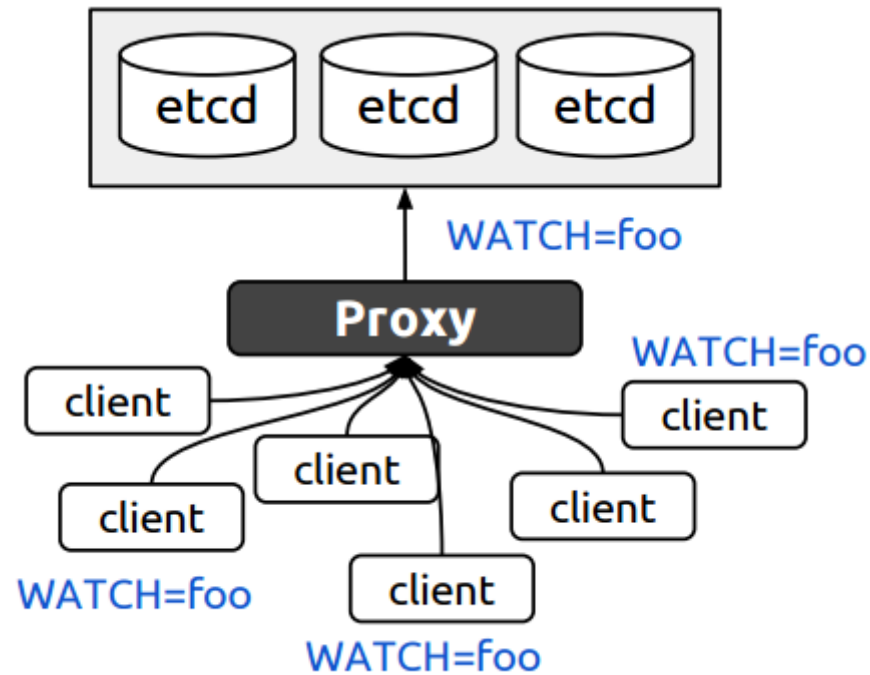 etcd
etcd
etcd
WATCH=foo
Proxy
WATCH=foo
client
client
client
client
client
WATCH=foo
client
WATCH=foo